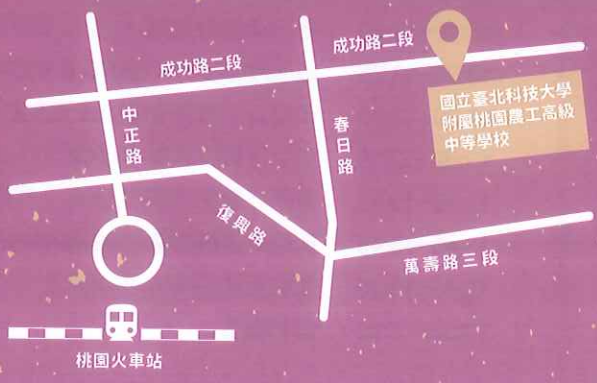 成功路二段
成功路二段
國立臺北科技大學
附屬桃園農工高級
中等學校
中正路
春日路
復興路
萬壽路三段
桃園火車站